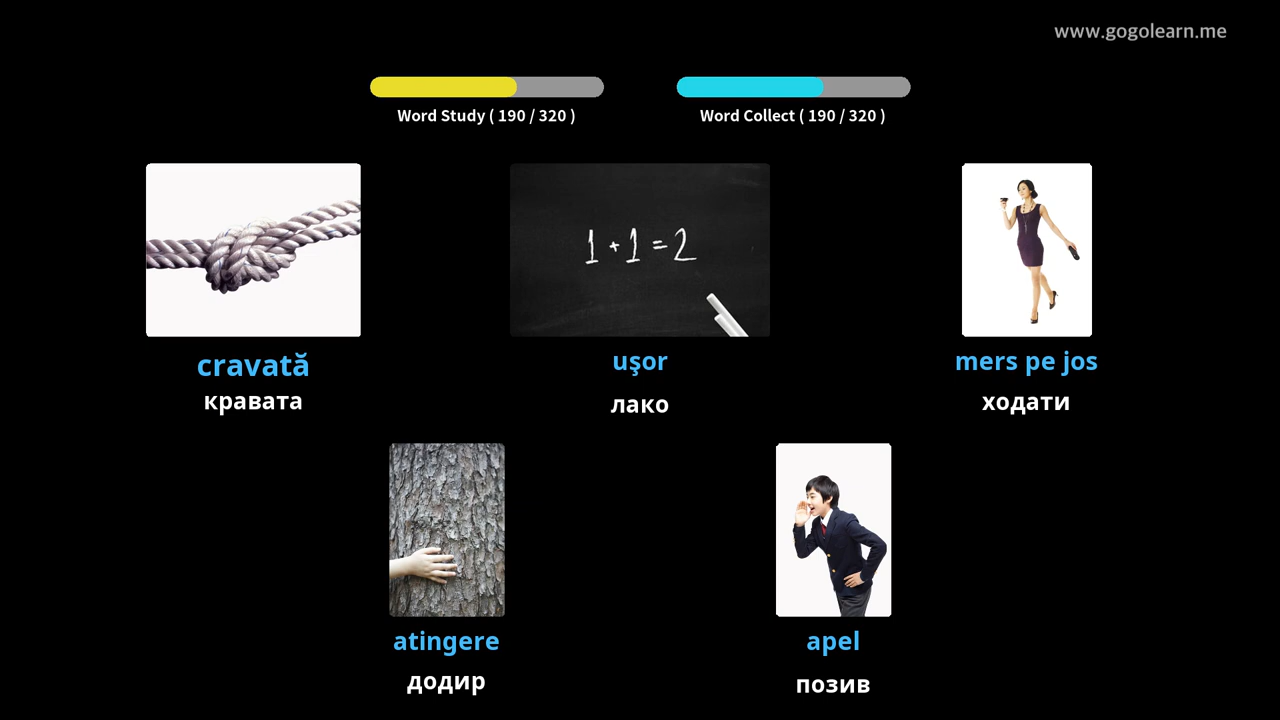 www.gogolearn.me
Word Study ( 190 / 320 )
Word Collect ( 190 / 320 )
1 + 1 = 2
cravată
кравата
uşor
лако
mers pe jos
ходати
atingere
додир
apel
позив